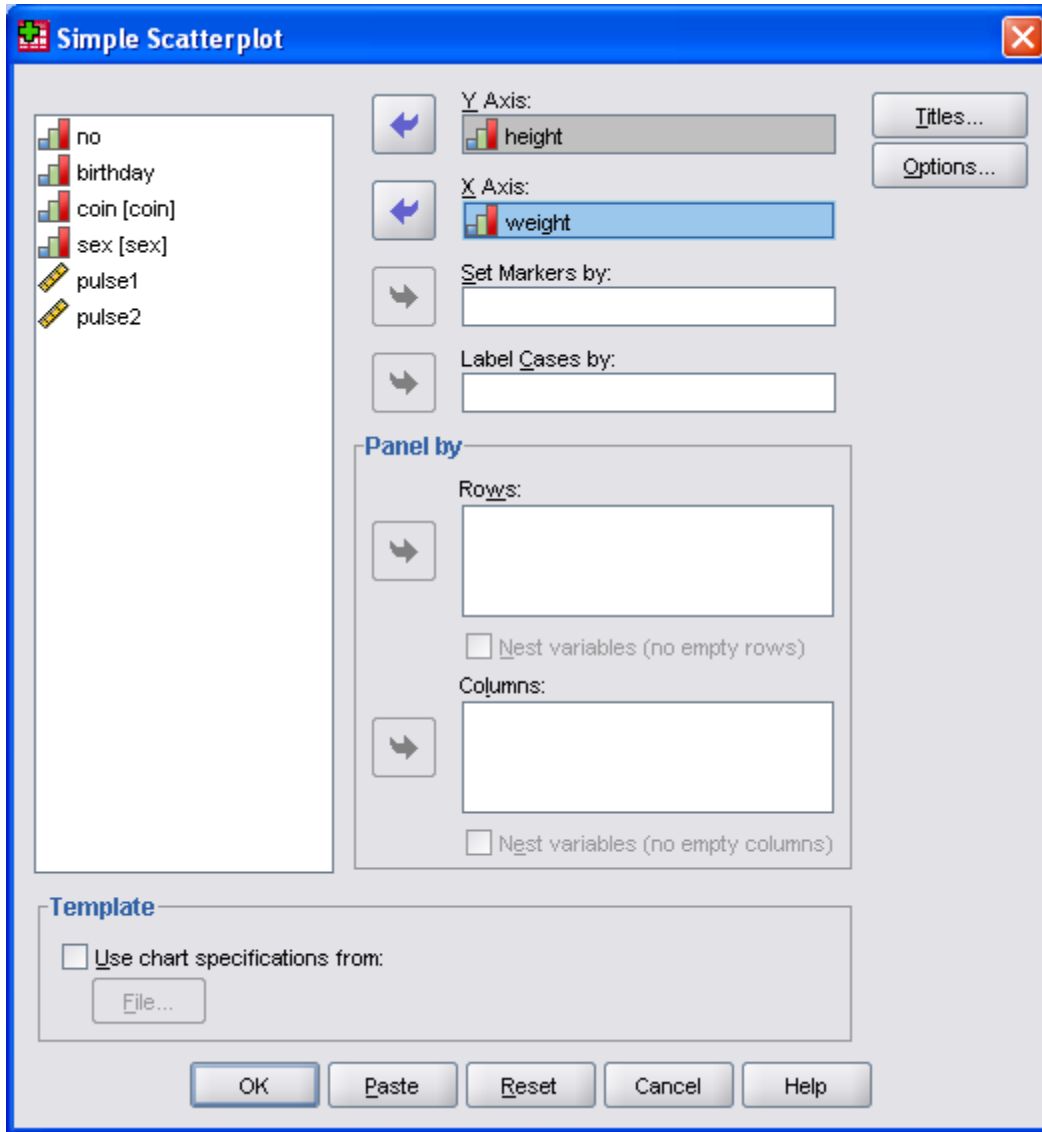 Simple Scatterplot
no
birthday
coin [coin]
sex [sex]
pulse1
pulse2
Y Axis:
height
X Axis:
weight
Set Markers by:
Label Cases by:
Panel by
Rows:
Nest variables (no empty rows)
Columns:
Nest variables (no empty columns)
Titles...
Options...
Template
Use chart specifications from:
File...
OK Paste Reset Cancel Help